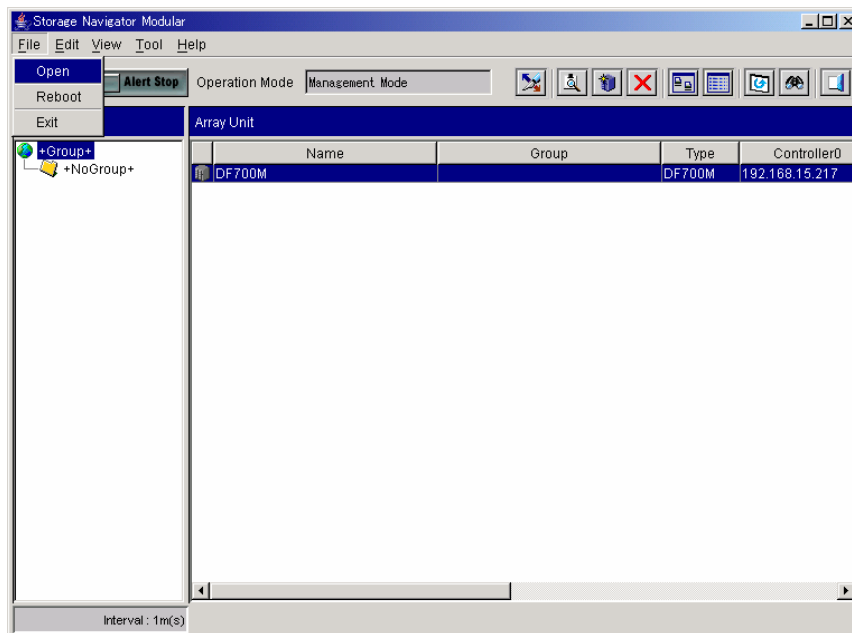 Storage Navigator Modular
File Edit View Tool Help
Open
Reboot
Exit
Alert Stop Operation Mode Management Mode
Array Unit
+Group+
+NoGroup+
Name Group Type Controller0
DF700M DF700M 192.168.15.217
Interval : 1m(s)